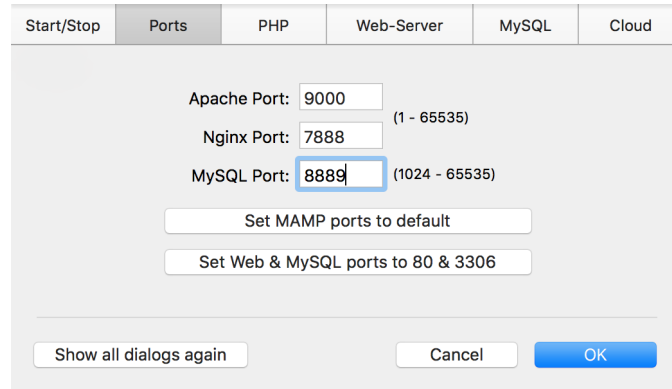 Start/Stop Ports PHP Web-Server MySQL Cloud
Apache Port: 9000
(1 - 65535)
Nginx Port: 7888
MySQL Port: 8889 (1024 - 65535)
Set MAMP ports to default
Set Web & MySQL ports to 80 & 3306
Show all dialogs again Cancel OK